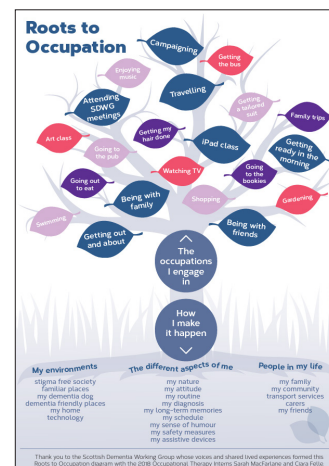 Roots to
Occupation
Campaigning
Getting
the bus
Enjoying
music
Travelling
Attending
SDWG
meetings
Getting
a tailored
suit
Family trips
Getting my
hair done
Art class
iPad class
Getting
ready in the
morning
Going to
the pub
Watching TV
Going
to the
bookies
Going out
to eat
Being with
family
Shopping
Gardening
Swimming
Getting out
and about
Being with
friends
The
occupations
I engage
in
How
I make
it happen
My environments
stigma free society
familiar places
my dementia dog
dementia friendly places
my home
technology
The different aspects of me
my nature
my attitude
my routine
my diagnosis
my long-term memories
my schedule
my sense of humour
my safety measures
my assistive devices
People in my life
my family
my community
transport services
carers
my friends
Thank you to the Scottish Dementia Working Group whose voices and shared lived experiences formed this
Roots to Occupation diagram with the 2018 Occupational Therapy Interns Sarah MacFarlane and Ciara